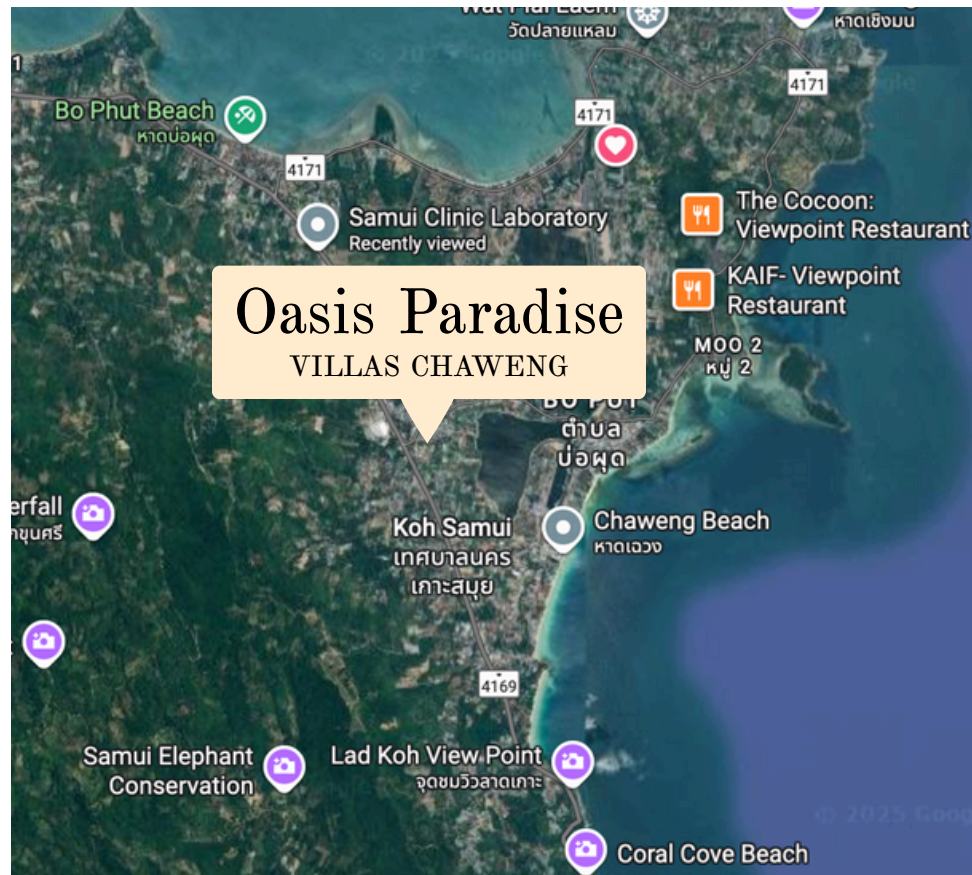 วัดปลายแหลม
หาดเชิงมน
1
4171
Bo Phut Beach
หาดบ่อผุด
4171
4171
Samui Clinic Laboratory
Recently viewed
The Cocoon:
Viewpoint Restaurant
KAIF- Viewpoint
Restaurant
Oasis Paradise
VILLAS CHAWENG
MOO 2
หมู่ 2
BO PUT
ตำบล
บ่อผุด
erfall
Chaweng Beach
หาดเฉวง
Koh Samui
เทศบาลนคร
เกาะสมุย
4169
Samui Elephant
Conservation
Lad Koh View Point
จุดชมวิวลาดเกาะ
© 2025 Goog
Coral Cove Beach